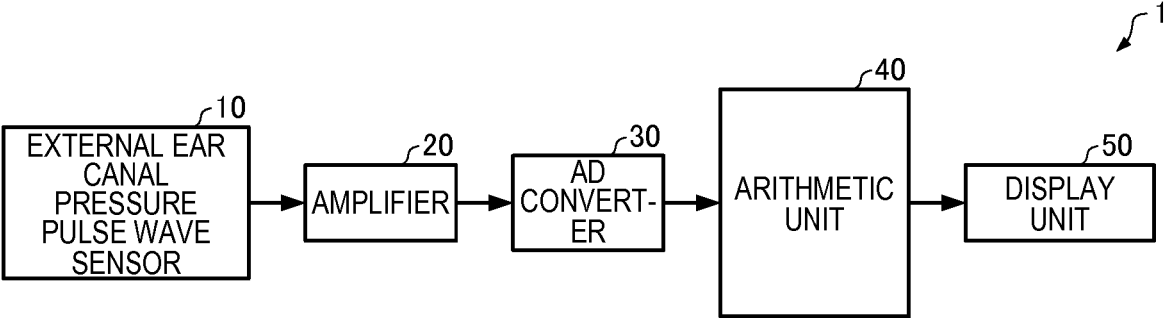 1
10
EXTERNAL EAR
CANAL
PRESSURE
PULSE WAVE
SENSOR
20
AMPLIFIER
30
AD
CONVERT-
ER
40
ARITHMETIC
UNIT
50
DISPLAY
UNIT